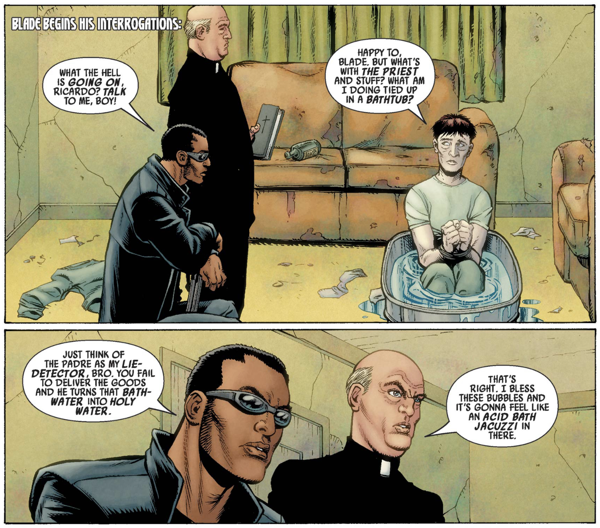 BLADE BEGINS HIS INTERROGATIONS:
WHAT THE HELL
IS GOING ON,
RICARDO? TALK
TO ME, BOY!
HAPPY TO,
BLADE. BUT WHAT'S
WITH THE PRIEST
AND STUFF? WHAT AM
I DOING TIED UP
IN A BATHTUB?
JUST THINK OF
THE PADRE AS MY LIE-
DETECTOR, BRO. YOU FAIL
TO DELIVER THE GOODS
AND HE TURNS THAT BATH-
WATER INTO HOLY
WATER.
THAT'S
RIGHT. I BLESS
THESE BUBBLES AND
IT'S GONNA FEEL LIKE
AN ACID BATH
JACUZZI IN
THERE.